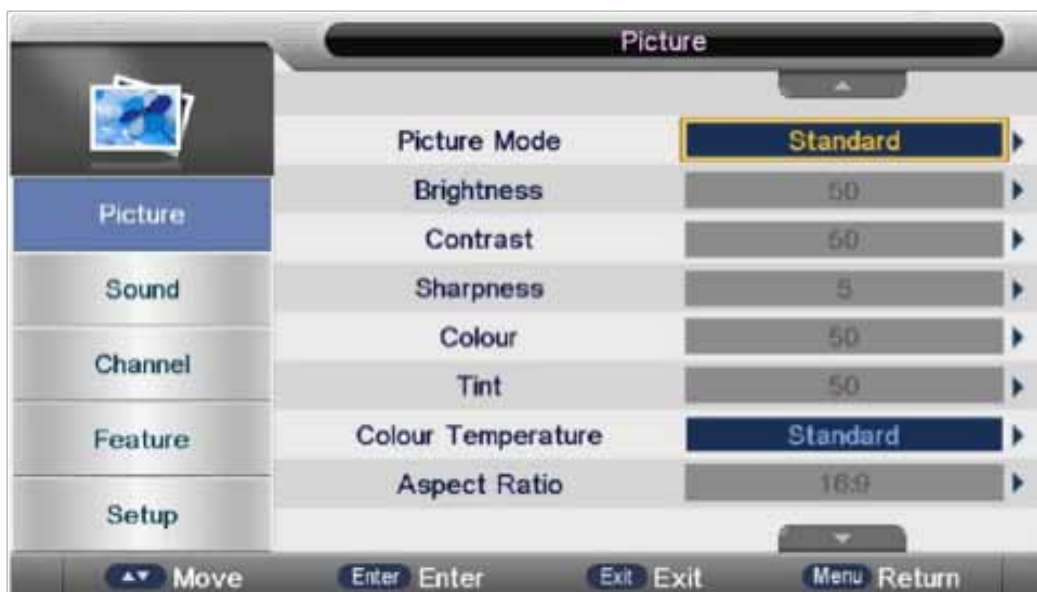 Picture
Picture Mode Standard
Brightness 50
Picture
Contrast 50
Sound
Sharpness 5
Colour 50
Channel
Tint 50
Feature
Colour Temperature Standard
Aspect Ratio 16:9
Setup
Move Enter Enter Exit Exit Menu Return